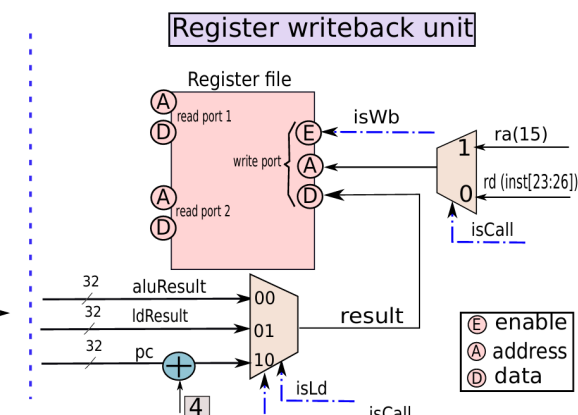 Register writeback unit
Register file
A
read port 1
D
E
isWb
write port
A
D
A
read port 2
D
1
ra(15)
0
rd (inst[23:26])
isCall
32
aluResult
00
32
ldResult
01
32
pc
10
+
4
result
isLd
isCall
E enable
A address
D data